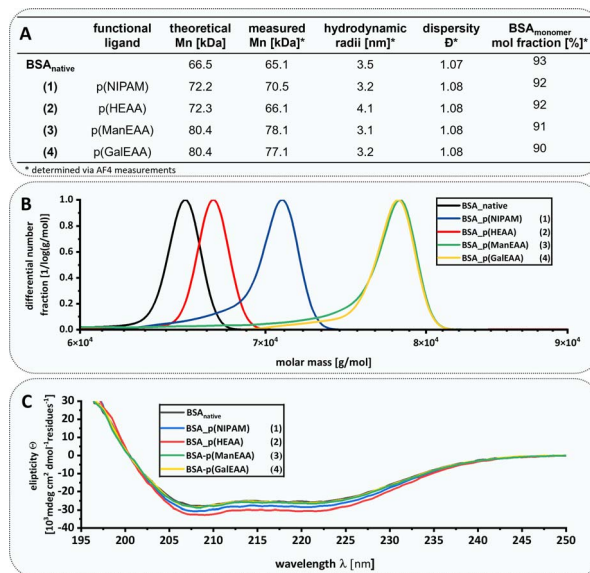 A
functional ligand theoretical Mn [kDa] measured Mn [kDa]* hydrodynamic radii [nm]* dispersity Đ* BSAmonomer mol fraction [%]*
BSAnative 66.5 65.1 3.5 1.07 93
(1) p(NIPAM) 72.2 70.5 3.2 1.08 92
(2) p(HEAA) 72.3 66.1 4.1 1.08 92
(3) p(ManEAA) 80.4 78.1 3.1 1.08 91
(4) p(GalEAA) 80.4 77.1 3.2 1.08 90
* determined via AF4 measurements
B
differential number
fraction [1/log(g/mol)]
1.0
0.8
0.6
0.4
0.2
0.0
BSA_native
BSA_p(NIPAM) (1)
BSA_p(HEAA) (2)
BSA_p(ManEAA) (3)
BSA_p(GalEAA) (4)
6×10⁴ 7×10⁴ 8×10⁴ 9×10⁴
molar mass [g/mol]
C
elipticity Θ
[10³ mdeg cm² dmol⁻¹residues⁻¹]
30
20
10
0
-10
-20
-30
-40
BSAnative
BSA_p(NIPAM) (1)
BSA_p(HEAA) (2)
BSA-p(ManEAA) (3)
BSA-p(GalEAA) (4)
195 200 205 210 215 220 225 230 235 240 245 250
wavelength λ [nm]